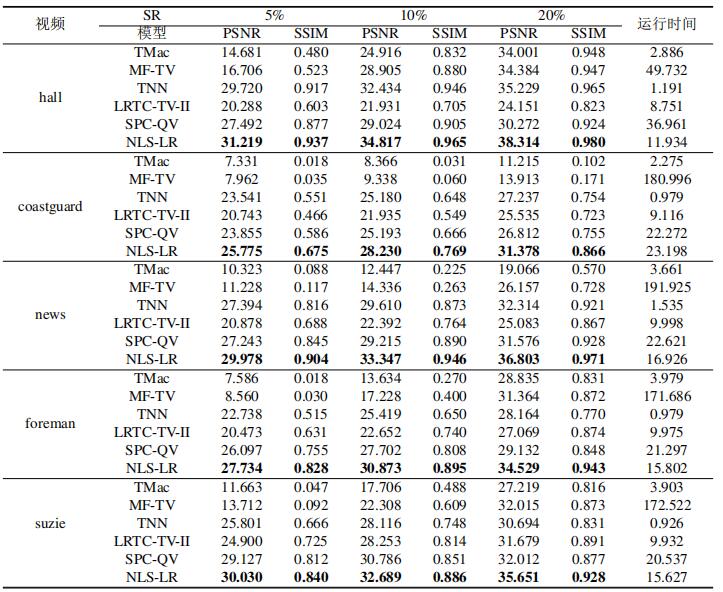 视频 SR 5% 10% 20% 运行时间
模型 PSNR SSIM PSNR SSIM PSNR SSIM
hall
TMac 14.681 0.480 24.916 0.832 34.001 0.948 2.886
MF-TV 16.706 0.523 28.905 0.880 34.384 0.947 49.732
TNN 29.720 0.917 32.434 0.946 35.229 0.965 1.191
LRTC-TV-II 20.288 0.603 21.931 0.705 24.151 0.823 8.751
SPC-QV 27.492 0.877 29.024 0.905 30.272 0.924 36.961
NLS-LR 31.219 0.937 34.817 0.965 38.314 0.980 11.934
coastguard
TMac 7.331 0.018 8.366 0.031 11.215 0.102 2.275
MF-TV 7.962 0.035 9.338 0.060 13.913 0.171 180.996
TNN 23.541 0.551 25.180 0.648 27.237 0.754 0.979
LRTC-TV-II 20.743 0.466 21.935 0.549 25.535 0.723 9.116
SPC-QV 23.855 0.586 25.193 0.666 26.812 0.755 22.272
NLS-LR 25.775 0.675 28.230 0.769 31.378 0.866 23.198
news
TMac 10.323 0.088 12.447 0.225 19.066 0.570 3.661
MF-TV 11.228 0.117 14.336 0.263 26.157 0.728 191.925
TNN 27.394 0.816 29.610 0.873 32.314 0.921 1.535
LRTC-TV-II 20.878 0.688 22.392 0.764 25.083 0.867 9.998
SPC-QV 27.243 0.845 29.215 0.890 31.576 0.928 22.621
NLS-LR 29.978 0.904 33.347 0.946 36.803 0.971 16.926
foreman
TMac 7.586 0.018 13.634 0.270 28.835 0.831 3.979
MF-TV 8.560 0.030 17.228 0.400 31.364 0.872 171.686
TNN 22.738 0.515 25.419 0.650 28.164 0.770 0.979
LRTC-TV-II 20.473 0.631 22.652 0.740 27.069 0.874 9.975
SPC-QV 26.097 0.755 27.702 0.808 29.132 0.848 21.297
NLS-LR 27.734 0.828 30.873 0.895 34.529 0.943 15.802
suzie
TMac 11.663 0.047 17.706 0.488 27.219 0.816 3.903
MF-TV 13.712 0.092 22.308 0.609 32.015 0.873 172.522
TNN 25.801 0.666 28.116 0.748 30.694 0.831 0.926
LRTC-TV-II 24.900 0.725 28.253 0.814 31.679 0.891 9.932
SPC-QV 29.127 0.812 30.786 0.851 32.012 0.877 20.537
NLS-LR 30.030 0.840 32.689 0.886 35.651 0.928 15.627